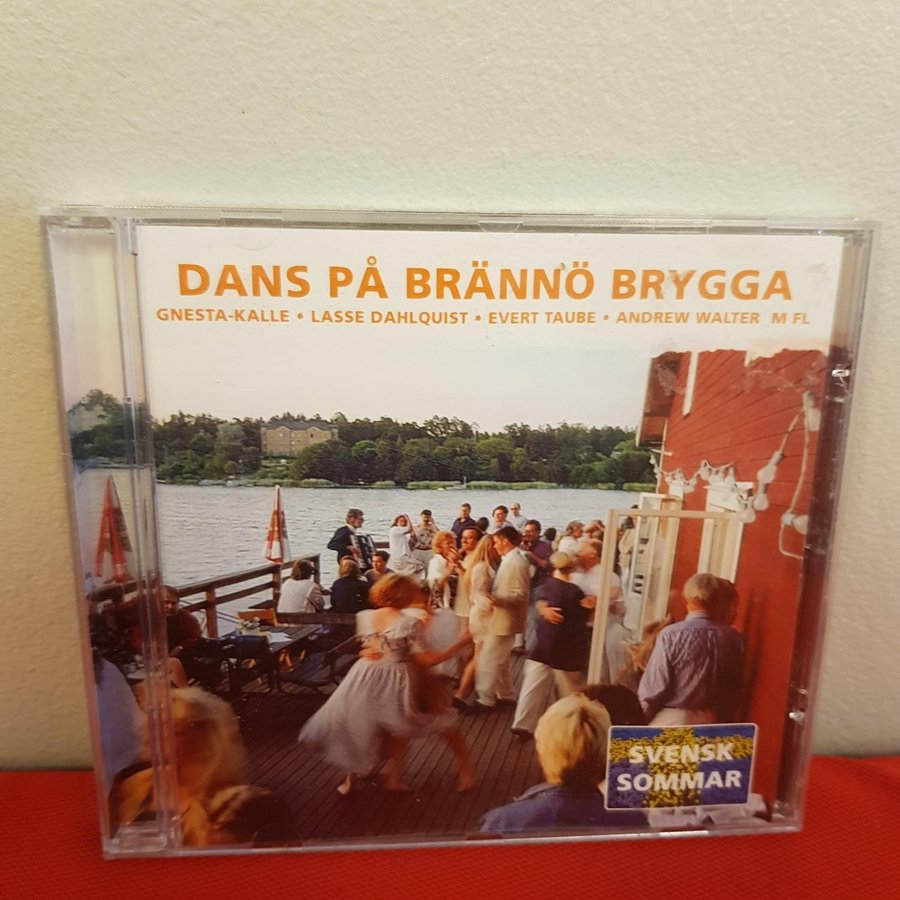 DANS PÅ BRÄNNÖ BRYGGA
GNESTA-KALLE • LASSE DAHLQUIST • EVERT TAUBE • ANDREW WALTER M FL
SVENSK
SOMMAR